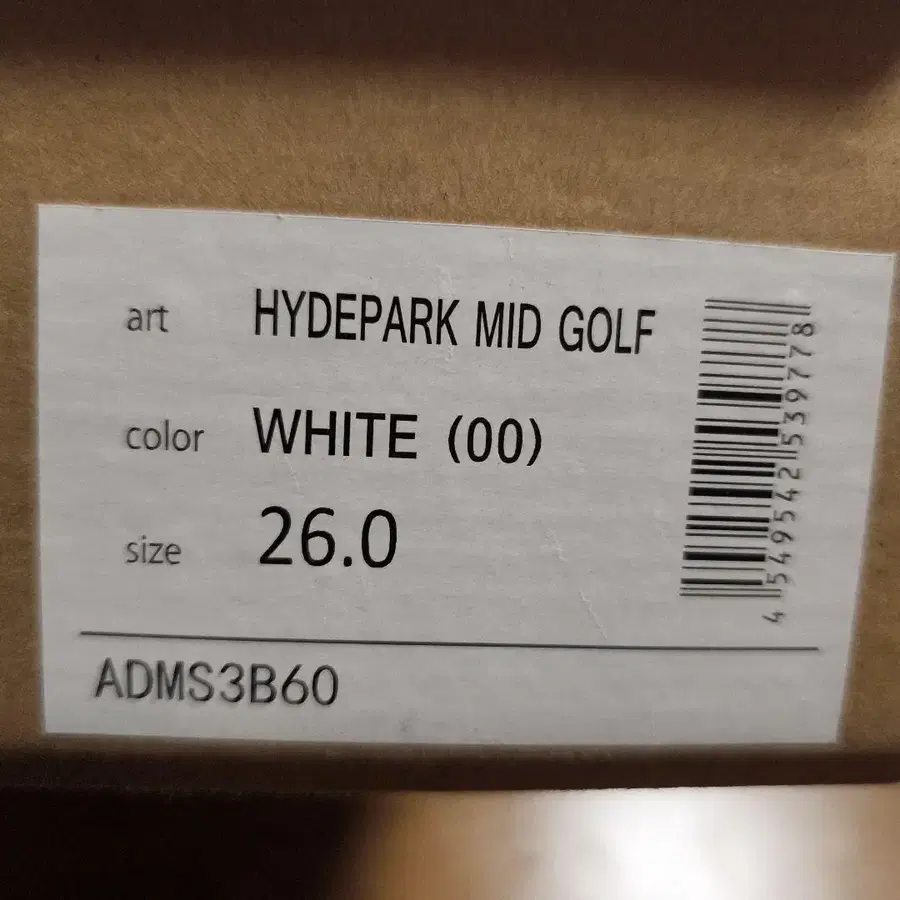 art HYDEPARK MID GOLF
color WHITE (00)
size 26.0
ADMS3B60
4549542539778